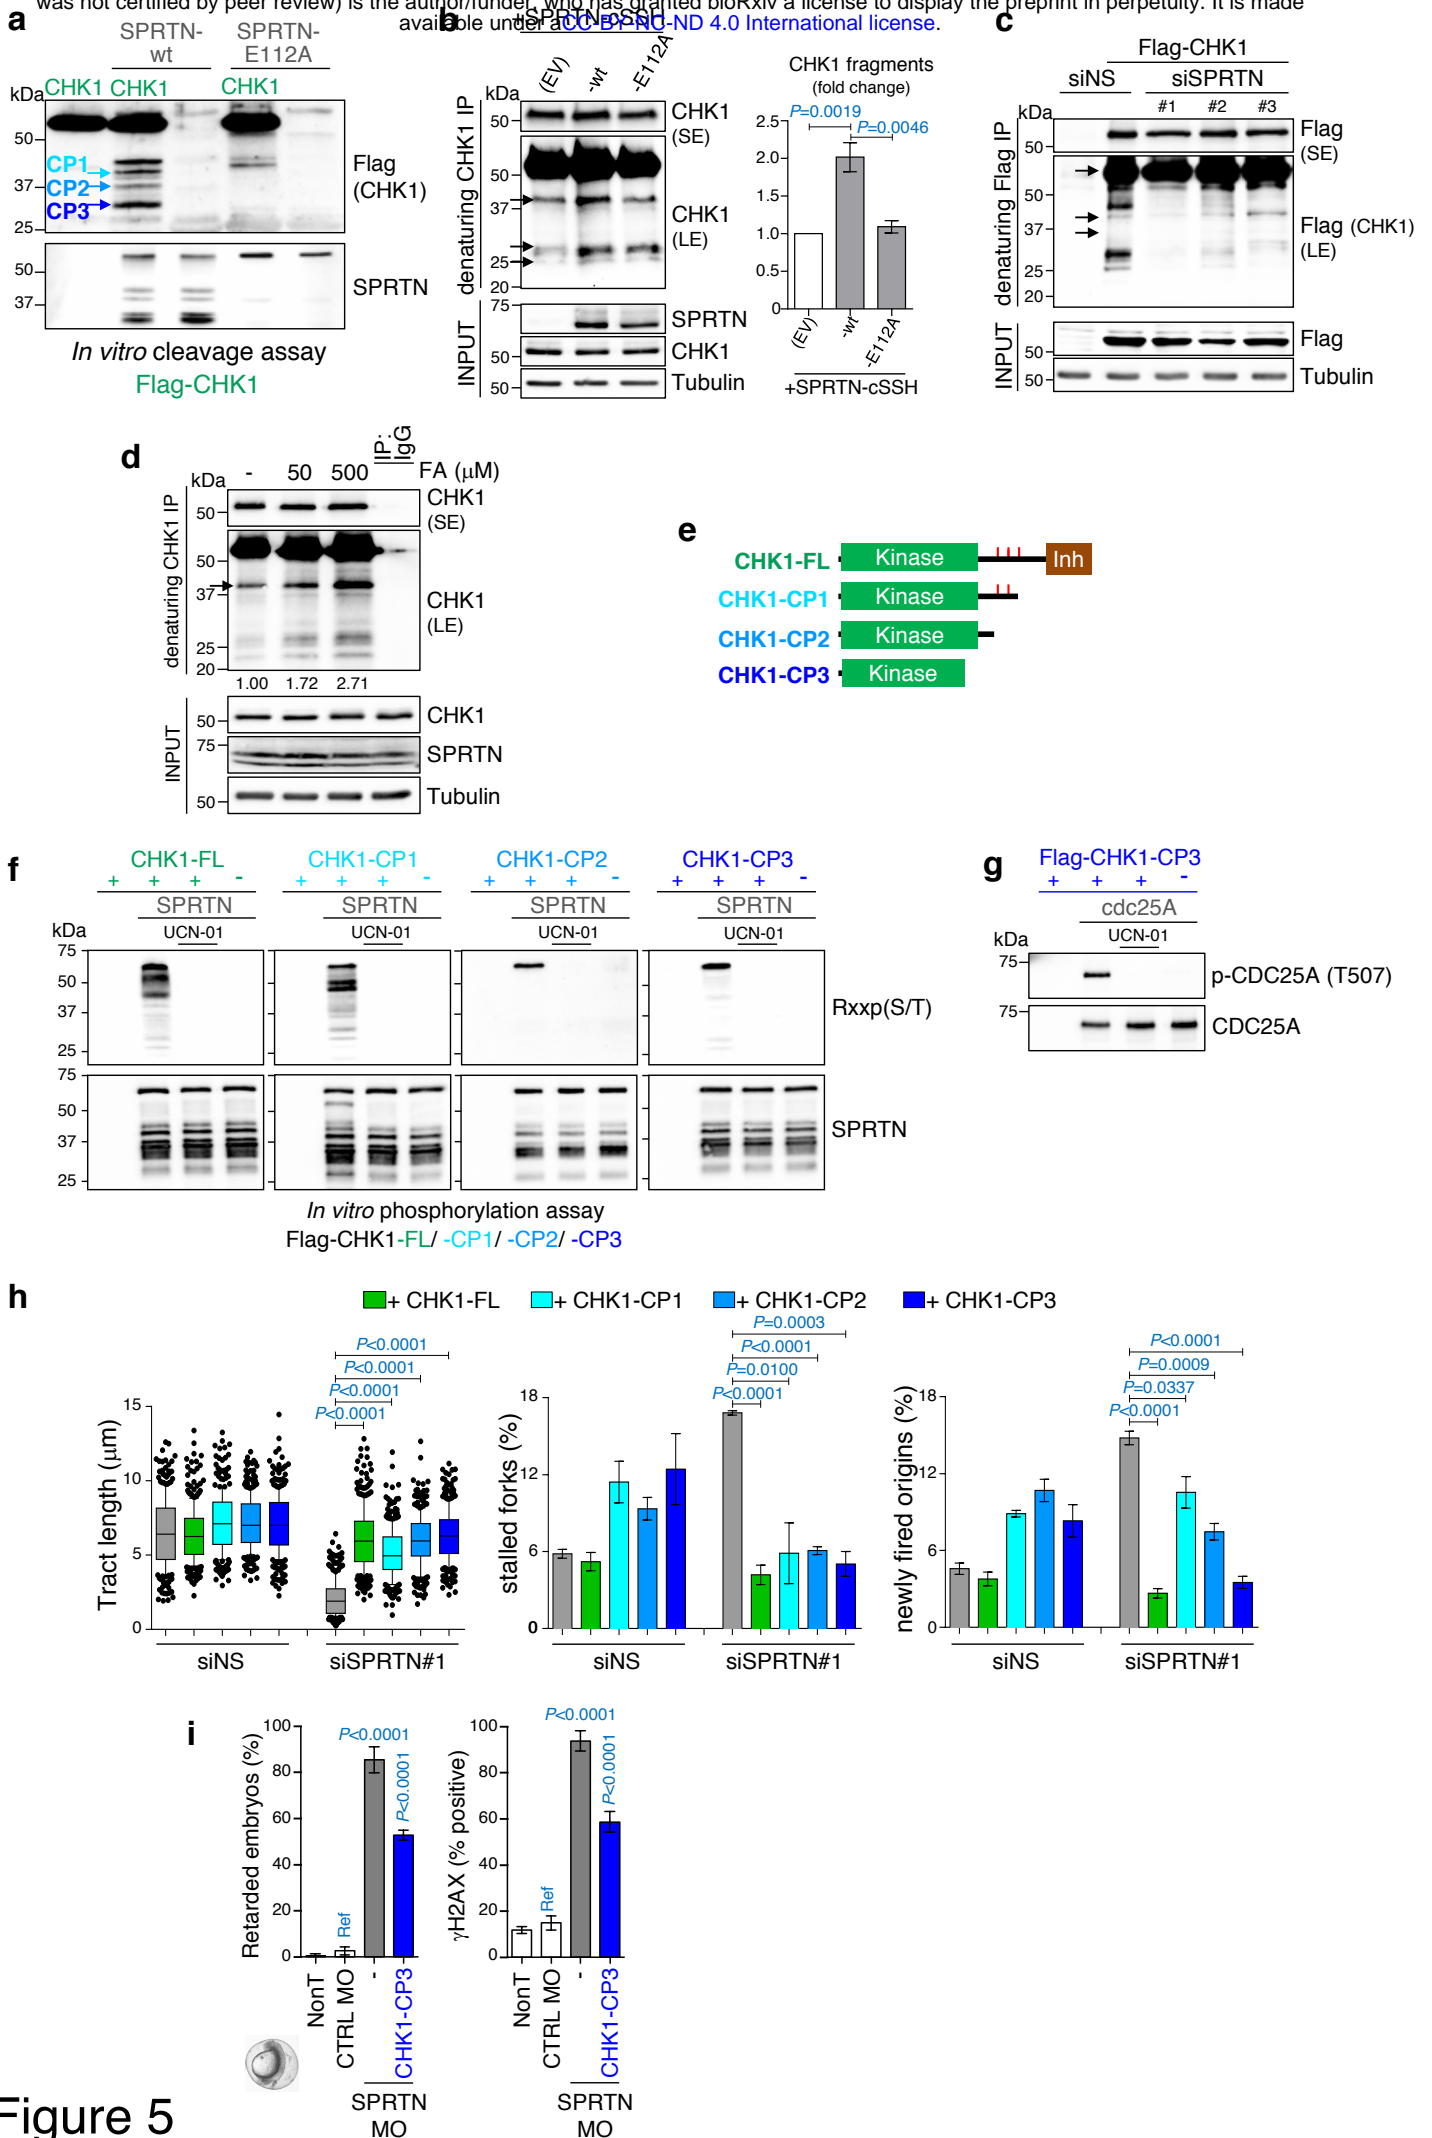 was not certified by peer review) is the author/funder, who has granted bioRxiv a license to display the preprint in perpetuity. It is made
available under aCC-BY-NC-ND 4.0 International license.
a
SPRTN-wt
SPRTN-E112A
CHK1 CHK1 CHK1
kDa
50
37
25
CP1
CP2
CP3
Flag
(CHK1)
50
37
SPRTN
In vitro cleavage assay
Flag-CHK1
b
+SPRTN-cSSH
(EV) -wt -E112A
kDa
denaturing CHK1 IP
50
CHK1
(SE)
50
37
25
20
CHK1
(LE)
INPUT
75
SPRTN
50
CHK1
50
Tubulin
CHK1 fragments
(fold change)
P=0.0019
P=0.0046
2.5
2.0
1.5
1.0
0.5
0
(EV) -wt -E112A
+SPRTN-cSSH
c
Flag-CHK1
siNS siSPRTN
#1 #2 #3
kDa
denaturing Flag IP
50
Flag
(SE)
50
37
25
20
Flag (CHK1)
(LE)
INPUT
50
Flag
50
Tubulin
d
IP:
IgG
- 50 500 FA (μM)
kDa
denaturing CHK1 IP
50
CHK1
(SE)
50
37
25
20
CHK1
(LE)
1.00 1.72 2.71
INPUT
50
CHK1
75
SPRTN
50
Tubulin
e
CHK1-FL Kinase Inh
CHK1-CP1 Kinase
CHK1-CP2 Kinase
CHK1-CP3 Kinase
f
CHK1-FL CHK1-CP1 CHK1-CP2 CHK1-CP3
+ + + - + + + - + + + - + + + -
SPRTN SPRTN SPRTN SPRTN
UCN-01 UCN-01 UCN-01 UCN-01
kDa
75
50
37
25
Rxxp(S/T)
75
50
37
25
SPRTN
In vitro phosphorylation assay
Flag-CHK1-FL/ -CP1/ -CP2/ -CP3
g
Flag-CHK1-CP3
+ + + -
cdc25A
UCN-01
kDa
75
p-CDC25A (T507)
75
CDC25A
h
+ CHK1-FL + CHK1-CP1 + CHK1-CP2 + CHK1-CP3
P<0.0001
P<0.0001
P<0.0001
P<0.0001
Tract length (μm)
15
10
5
0
siNS siSPRTN#1
P=0.0003
P<0.0001
P=0.0100
P<0.0001
stalled forks (%)
18
12
6
0
siNS siSPRTN#1
P<0.0001
P=0.0009
P=0.0337
P<0.0001
newly fired origins (%)
18
12
6
0
siNS siSPRTN#1
i
Retarded embryos (%)
100
80
60
40
20
0
Ref
P<0.0001
P<0.0001
NonT
CTRL MO
-
CHK1-CP3
SPRTN
MO
γH2AX (% positive)
100
80
60
40
20
0
Ref
P<0.0001
P<0.0001
NonT
CTRL MO
-
CHK1-CP3
SPRTN
MO
Figure 5